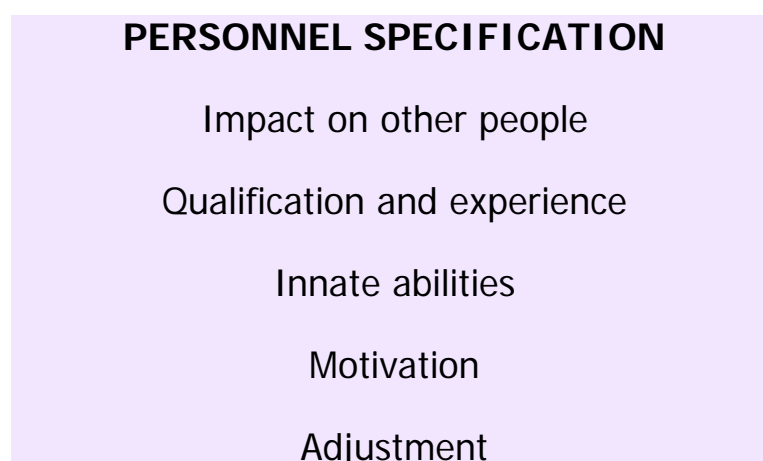 PERSONNEL SPECIFICATION
Impact on other people
Qualification and experience
Innate abilities
Motivation
Adjustment